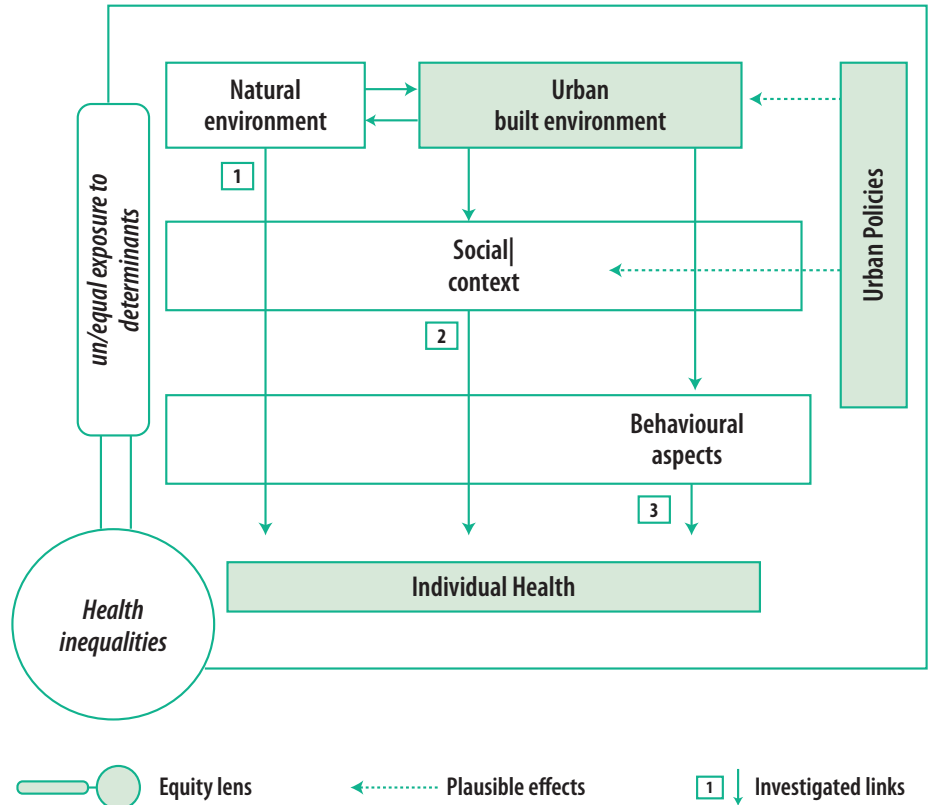 Natural
environment
Urban
built environment
1
un/equal exposure to
determinants
Urban Policies
Social|
context
2
Behavioural
aspects
3
Individual Health
Health
inequalities
Equity lens
Plausible effects
1 Investigated links